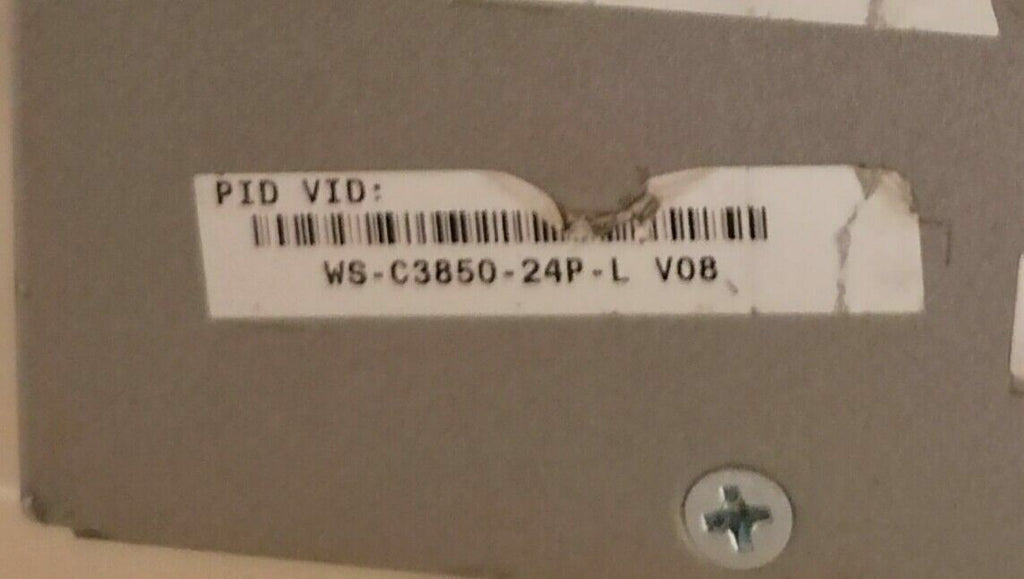 PID VID:
WS-C3850-24P-L V08